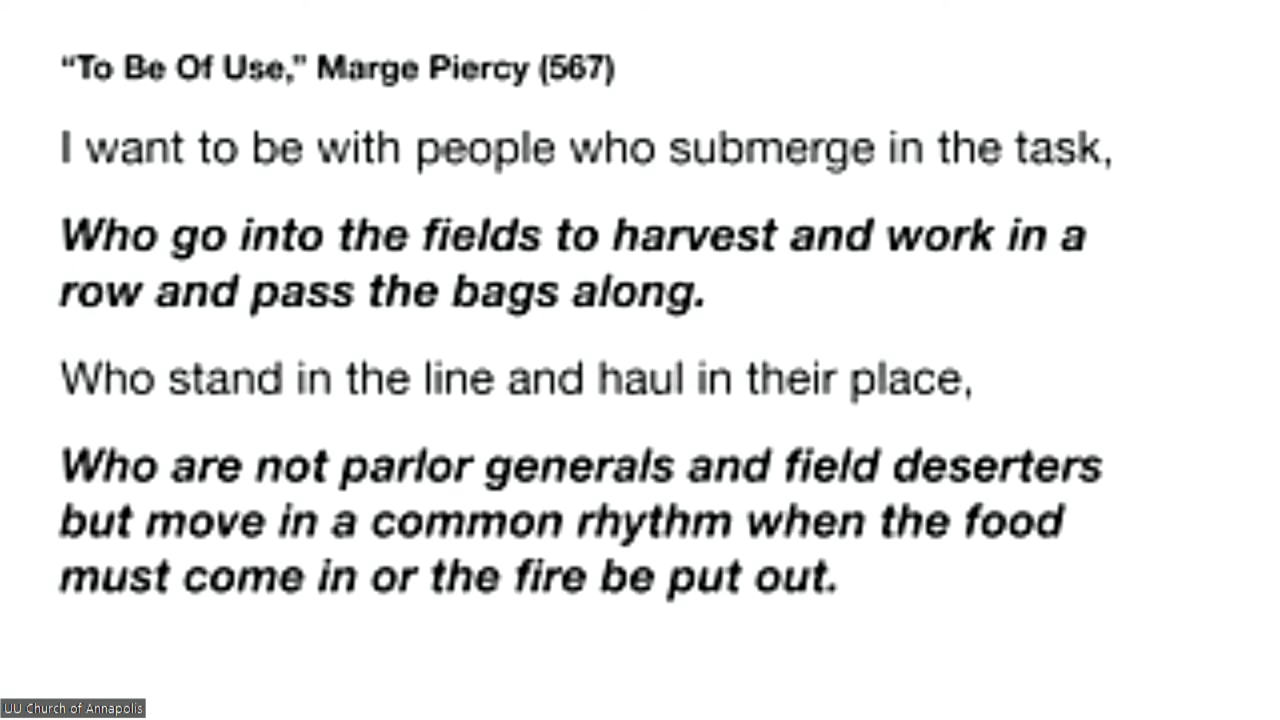 “To Be Of Use,” Marge Piercy (567)
I want to be with people who submerge in the task,
Who go into the fields to harvest and work in a
row and pass the bags along.
Who stand in the line and haul in their place,
Who are not parlor generals and field deserters
but move in a common rhythm when the food
must come in or the fire be put out.
UU Church of Annapolis